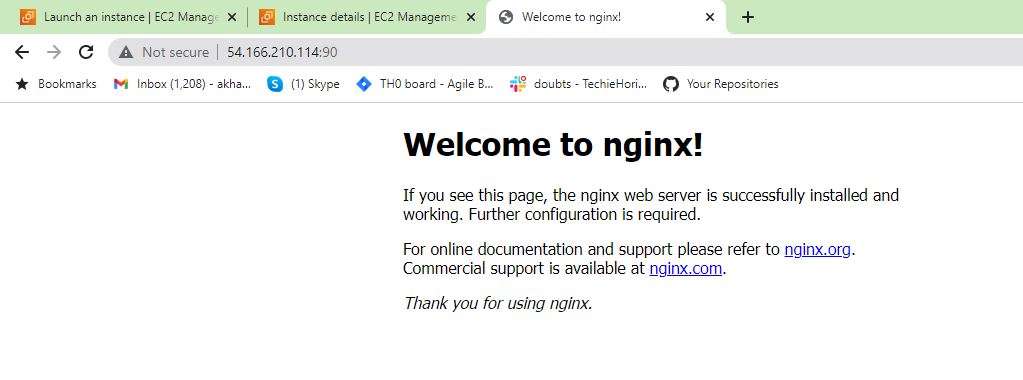 Launch an instance | EC2 Manage
Instance details | EC2 Manageme
Welcome to nginx!
Not secure | 54.166.210.114:90
Bookmarks
Inbox (1,208) - akha...
(1) Skype
TH0 board - Agile B...
doubts - TechieHori...
Your Repositories
Welcome to nginx!
If you see this page, the nginx web server is successfully installed and
working. Further configuration is required.
For online documentation and support please refer to nginx.org.
Commercial support is available at nginx.com.
Thank you for using nginx.